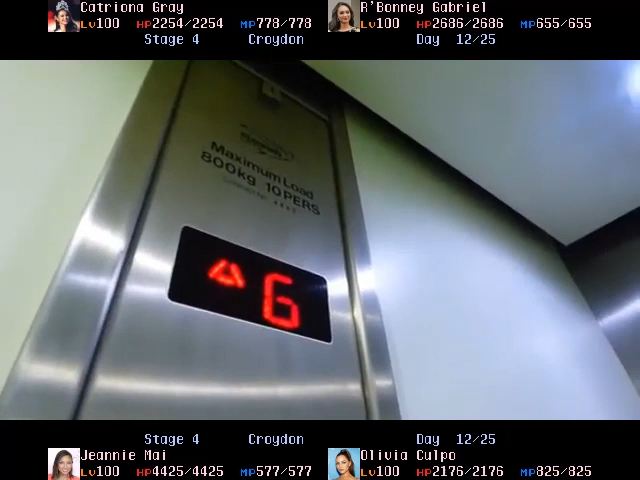 Catriona Gray
Lv100 HP2254/2254 MP778/778
R'Bonney Gabriel
Lv100 HP2686/2686 MP655/655
Stage 4 Croydon Day 12/25
Maximum Load
800kg 10PERS
6
Stage 4 Croydon Day 12/25
Jeannie Mai
Lv100 HP4425/4425 MP577/577
Olivia Culpo
Lv100 HP2176/2176 MP825/825